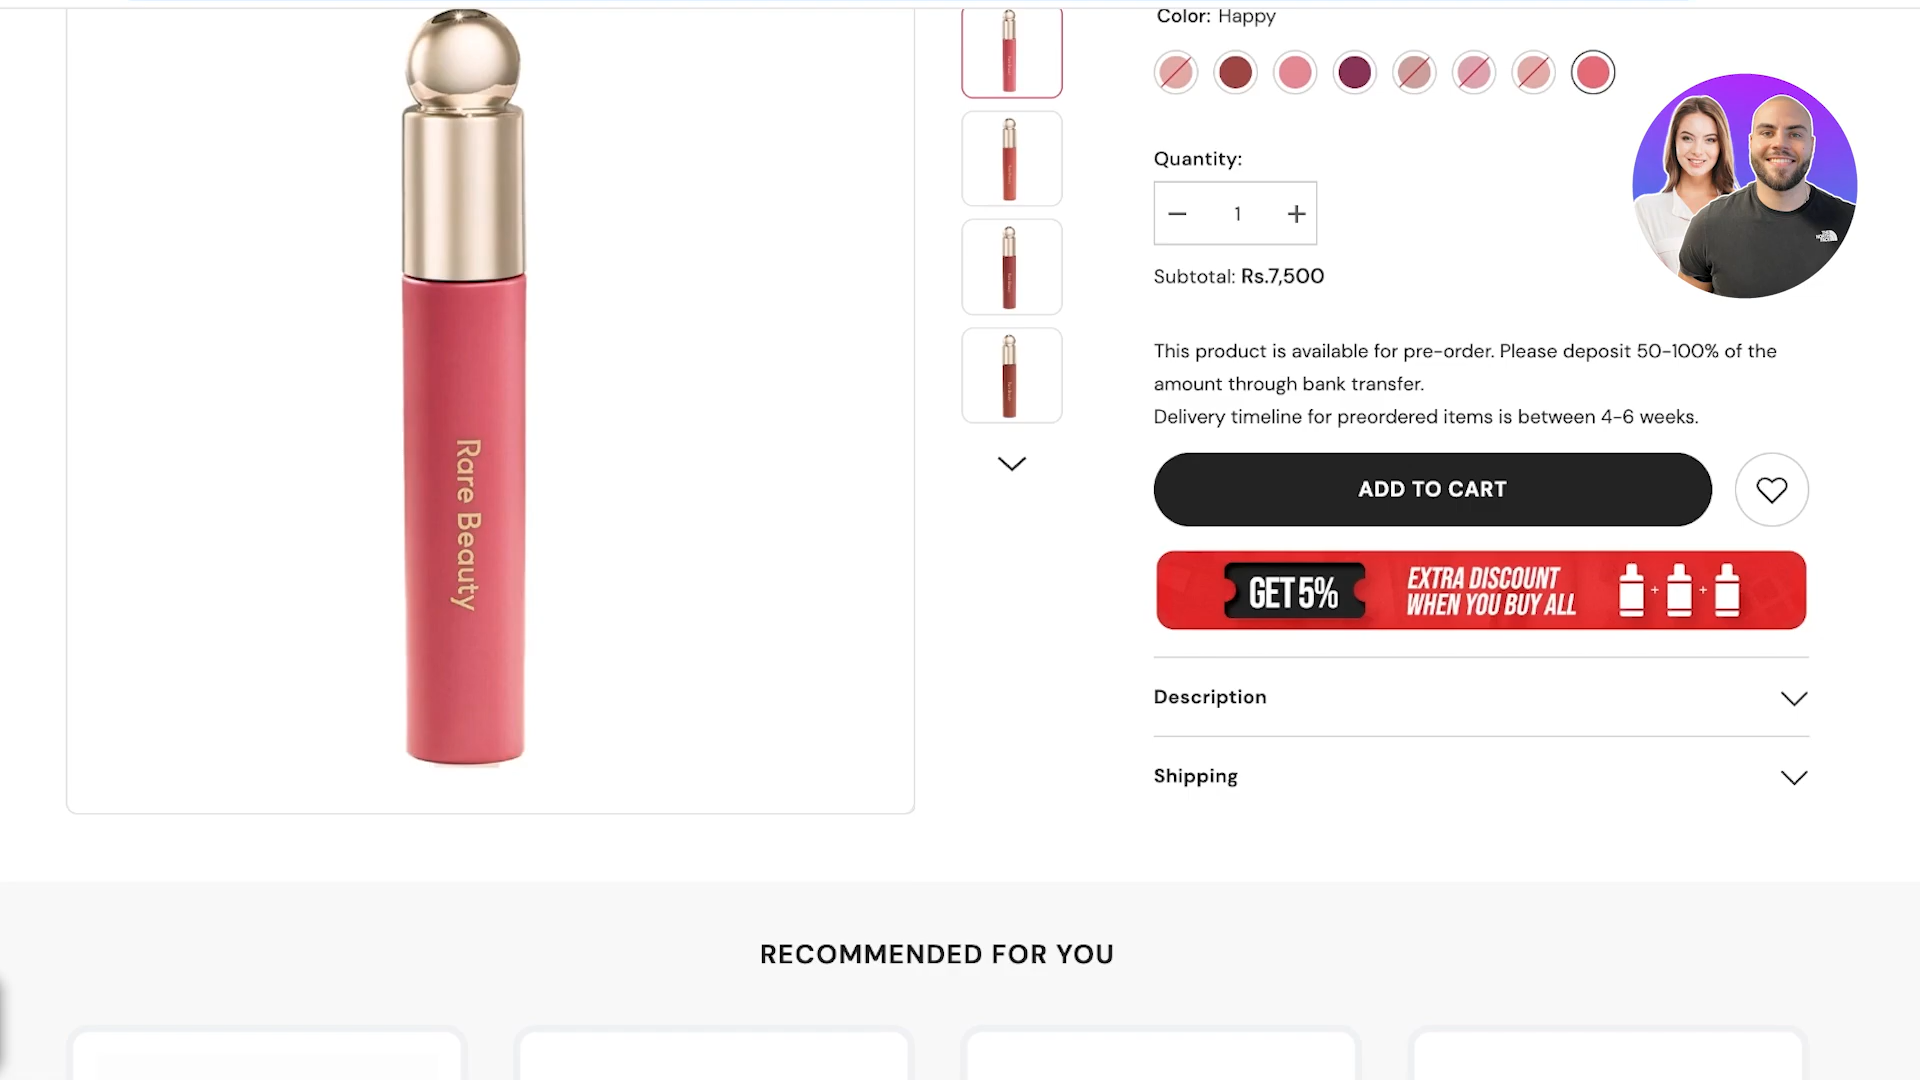 Color: Happy
Quantity:
1
Subtotal: Rs.7,500
This product is available for pre-order. Please deposit 50-100% of the
amount through bank transfer.
Delivery timeline for preordered items is between 4-6 weeks.
ADD TO CART
GET 5%
EXTRA DISCOUNT
WHEN YOU BUY ALL
Description
Shipping
Rare Beauty
RECOMMENDED FOR YOU